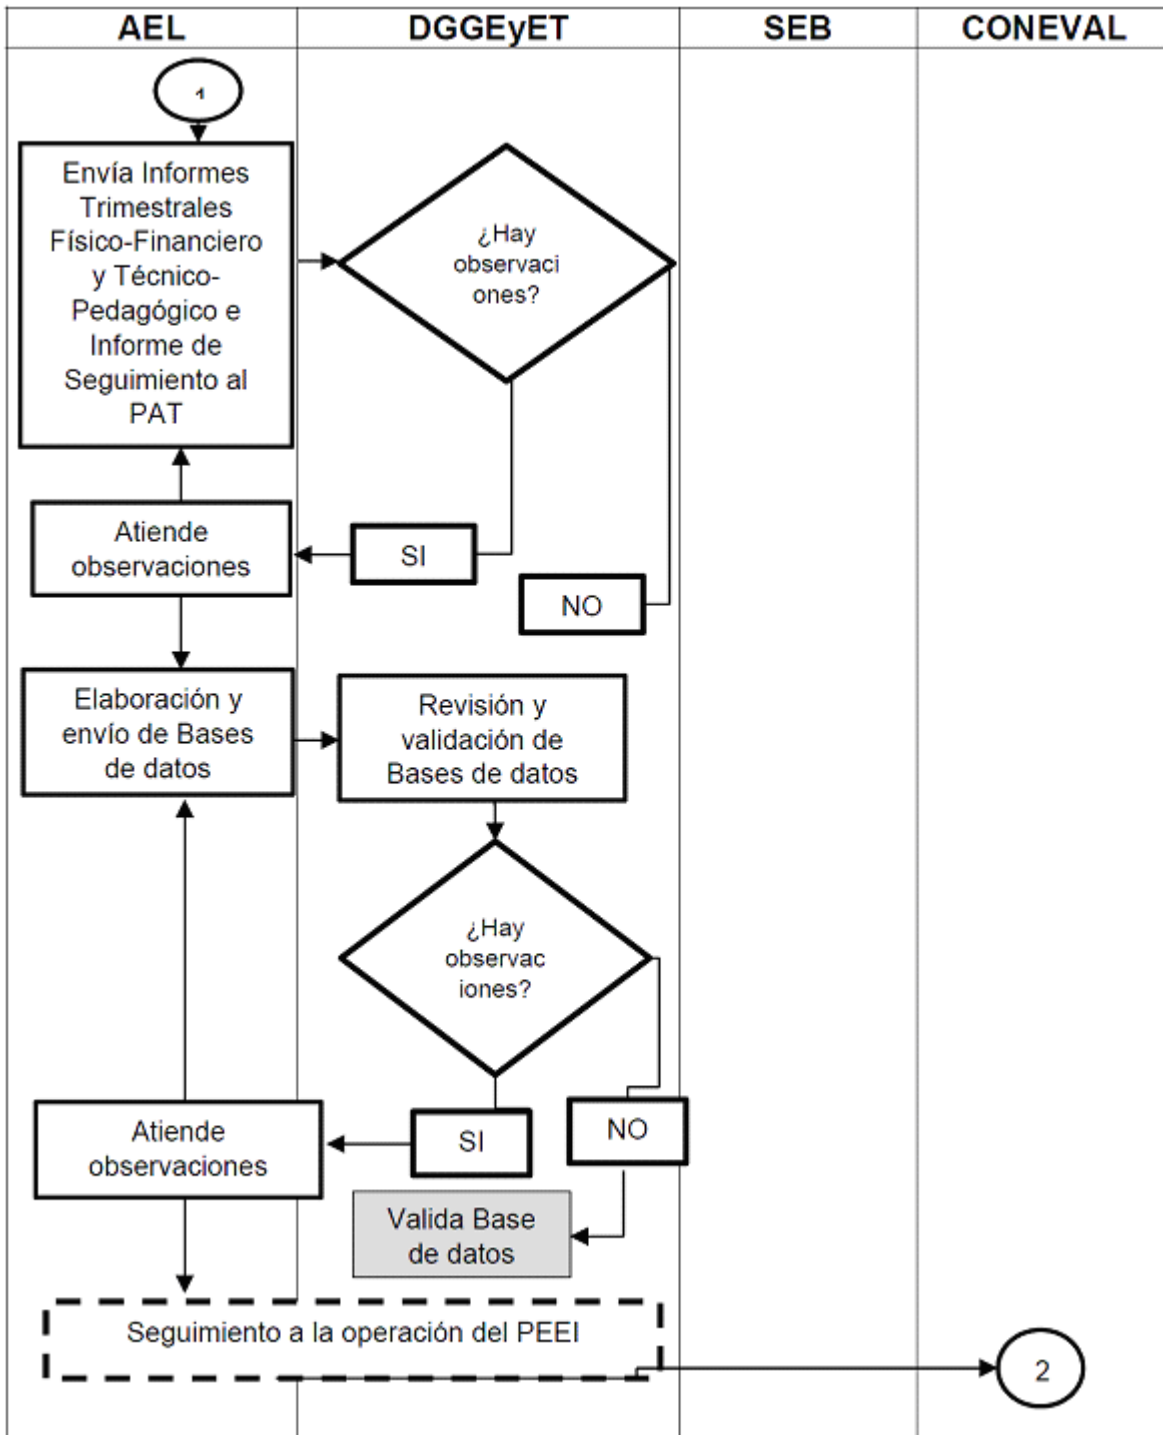 AEL DGGEyET SEB CONEVAL
1
Envía Informes
Trimestrales
Físico-Financiero
y Técnico-
Pedagógico e
Informe de
Seguimiento al
PAT
¿Hay
observaci
ones?
Atiende
observaciones
SI
NO
Elaboración y
envío de Bases
de datos
Revisión y
validación de
Bases de datos
¿Hay
observac
iones?
Atiende
observaciones
SI
NO
Valida Base
de datos
Seguimiento a la operación del PEEI
2